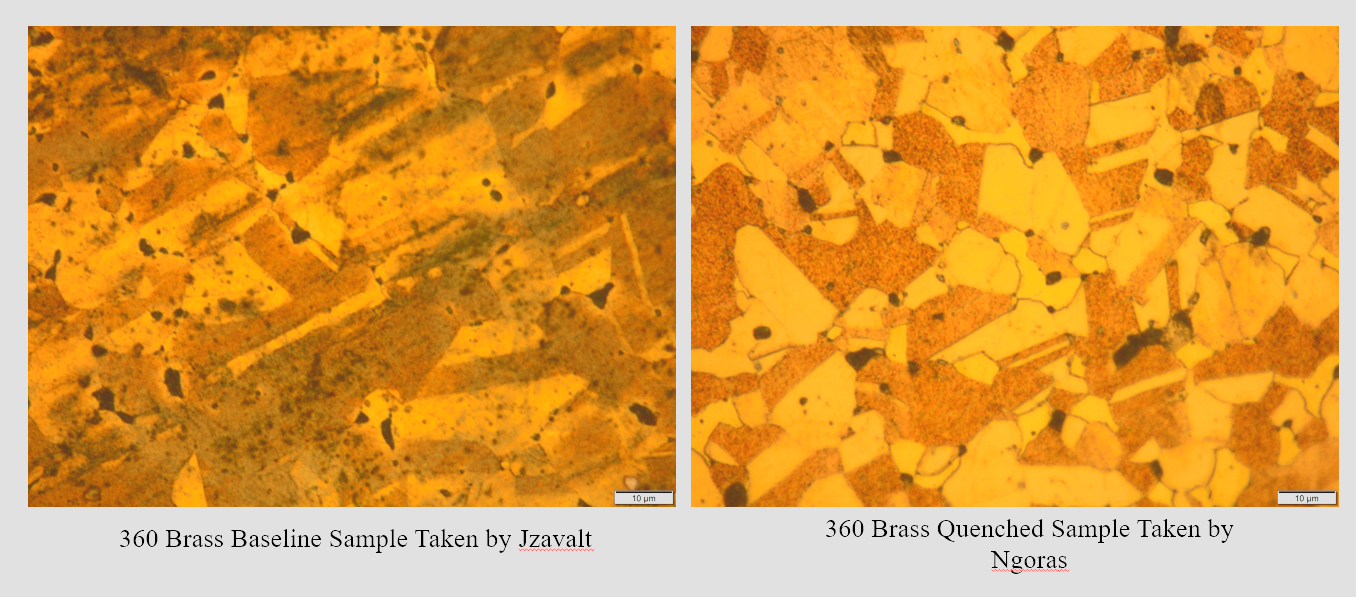 10 µm
10 µm
360 Brass Baseline Sample Taken by Jzavalt
360 Brass Quenched Sample Taken by
Ngoras